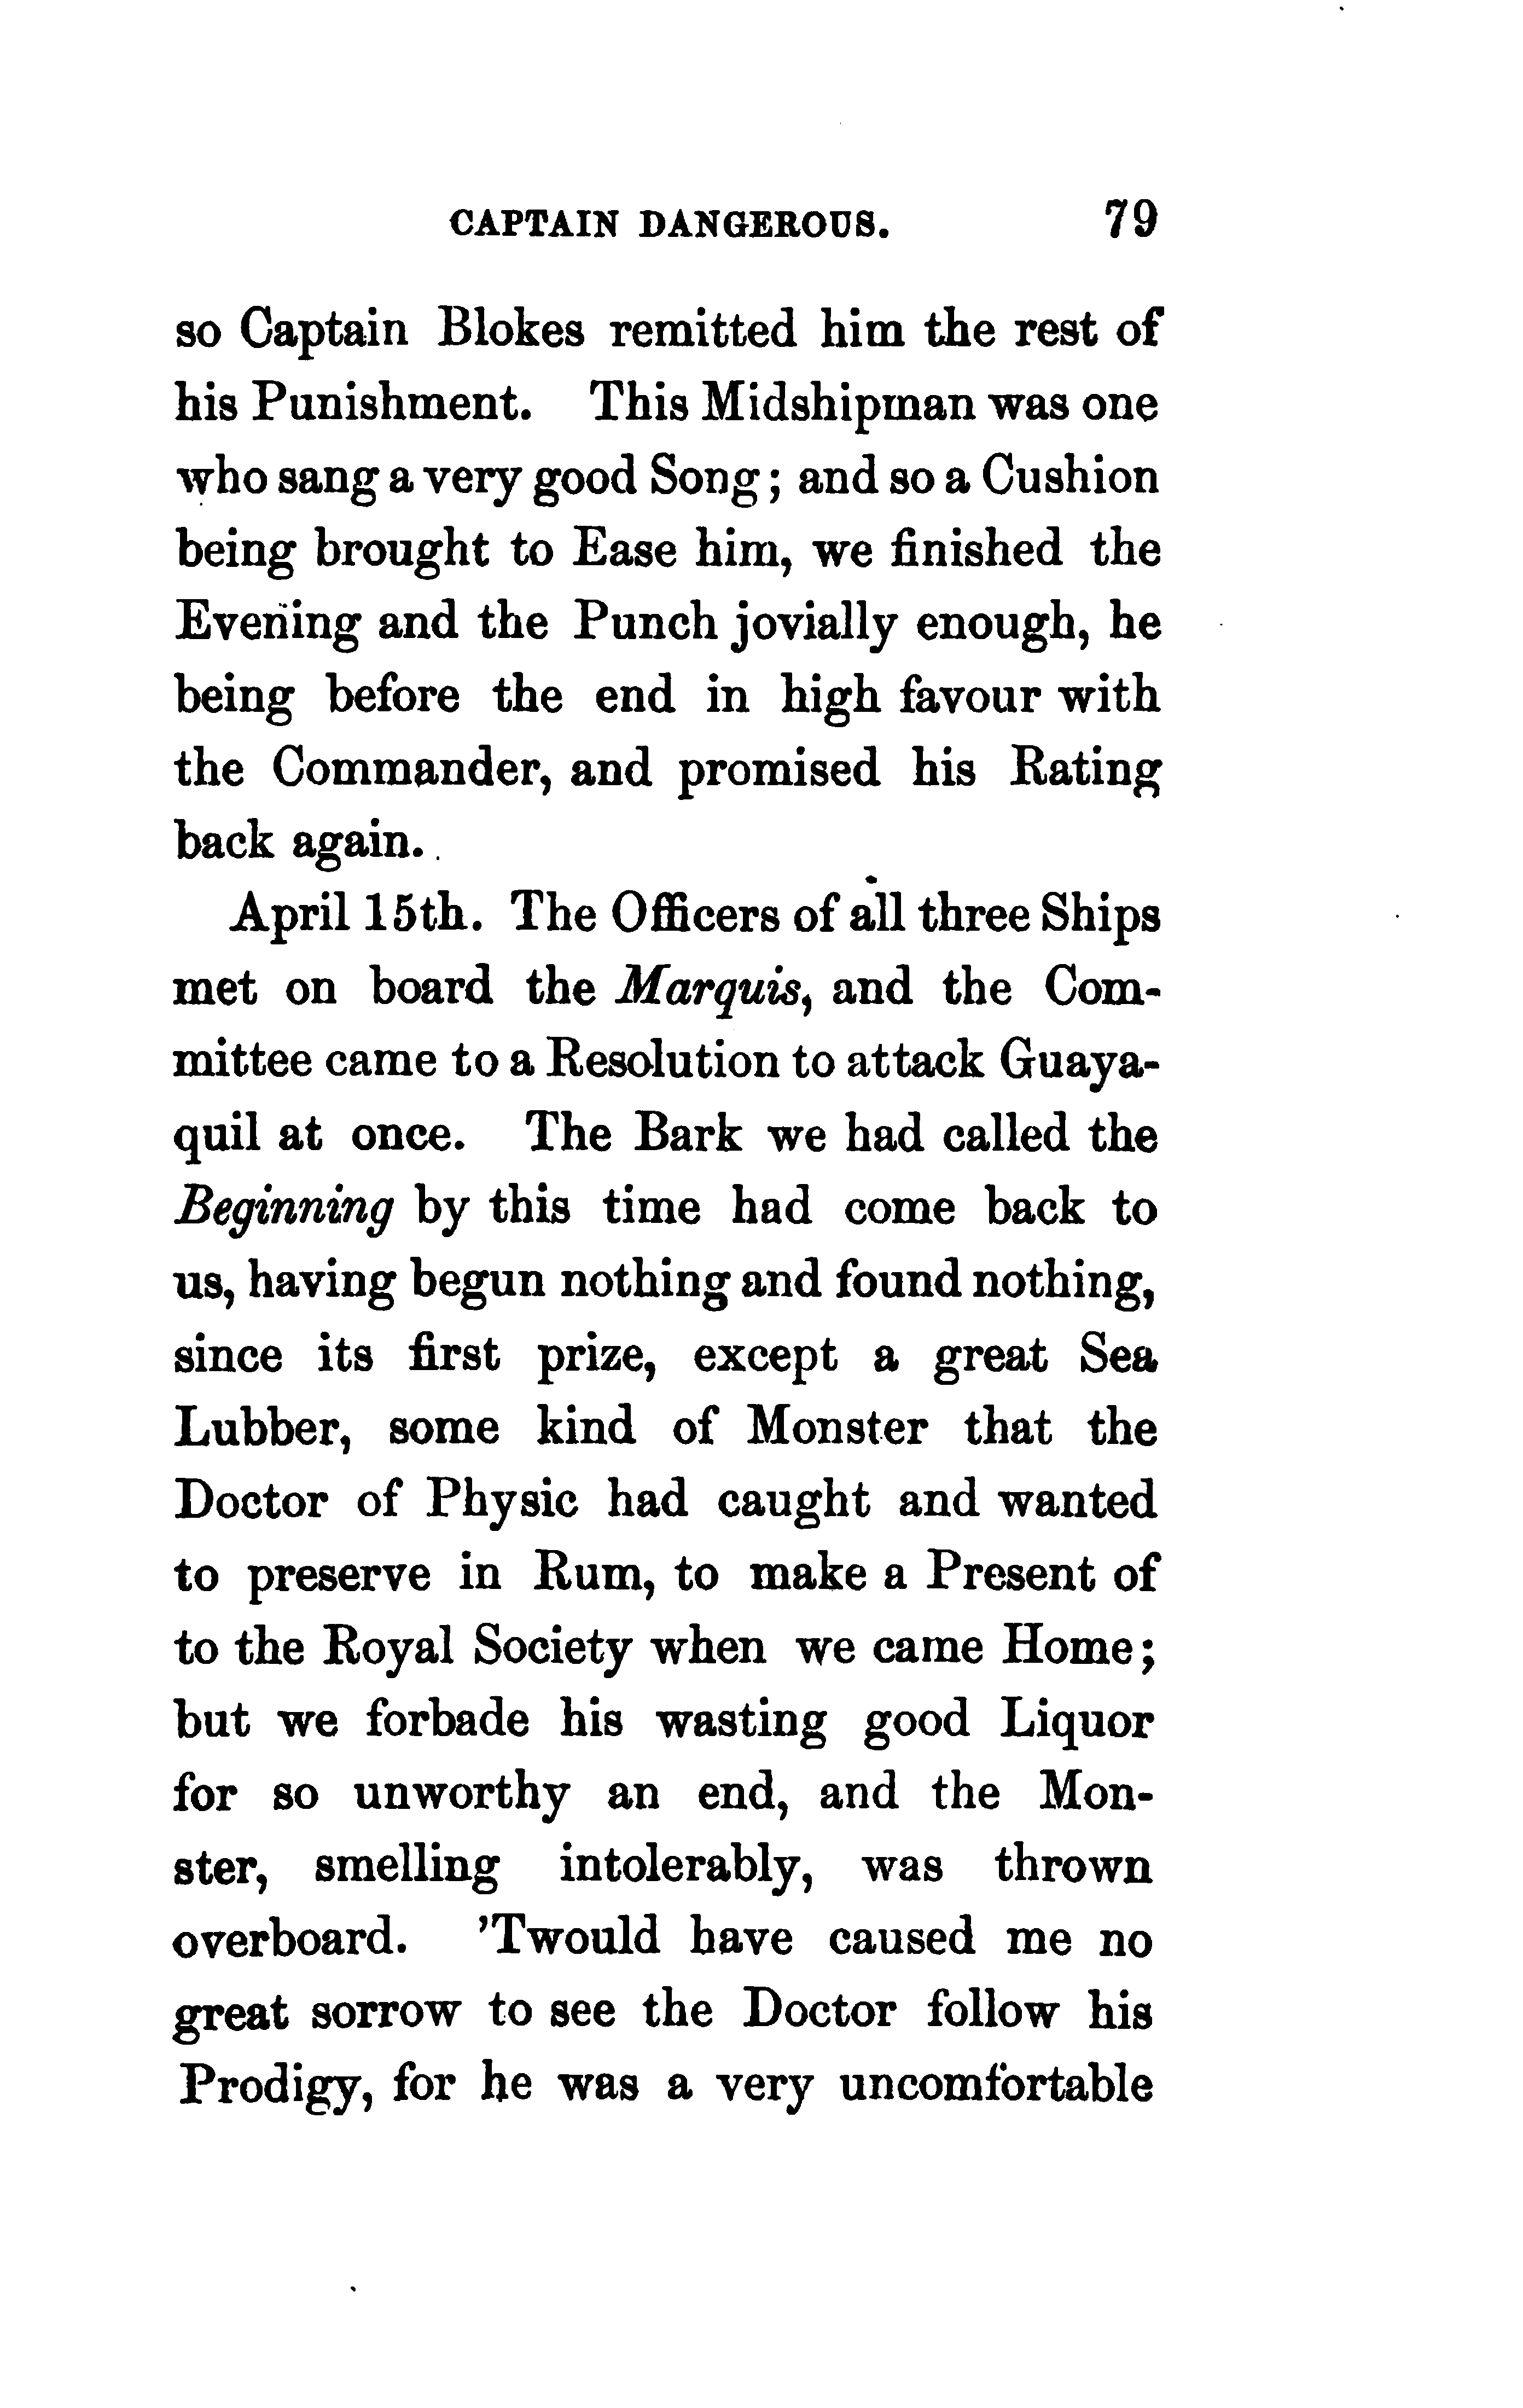 CAPTAIN DANGEROUS. 79
so Captain Blokes remitted him the rest of
his Punishment. This Midshipman was one
who sang a very good Song; and so a Cushion
being brought to Ease him, we finished the
Evening and the Punch jovially enough, he
being before the end in high favour with
the Commander, and promised his Rating
back again.
April 15th. The Officers of all three Ships
met on board the Marquis, and the Com-
mittee came to a Resolution to attack Guaya-
quil at once. The Bark we had called the
Beginning by this time had come back to
us, having begun nothing and found nothing,
since its first prize, except a great Sea
Lubber, some kind of Monster that the
Doctor of Physic had caught and wanted
to preserve in Rum, to make a Present of
to the Royal Society when we came Home;
but we forbade his wasting good Liquor
for so unworthy an end, and the Mon-
ster, smelling intolerably, was thrown
overboard. 'Twould have caused me no
great sorrow to see the Doctor follow his
Prodigy, for he was a very uncomfortable